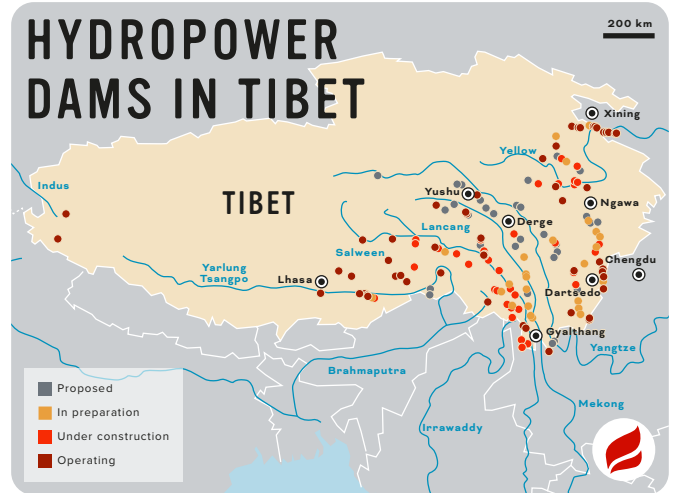 HYDROPOWER
DAMS IN TIBET
200 km
Xining
Yellow
Indus
Yushu
TIBET
Ngawa
Derge
Lancang
Salween
Chengdu
Yarlung
Tsangpo
Lhasa
Dartsedo
Gyalthang
Yangtze
Brahmaputra
Proposed
In preparation
Under construction
Operating
Mekong
Irrawaddy